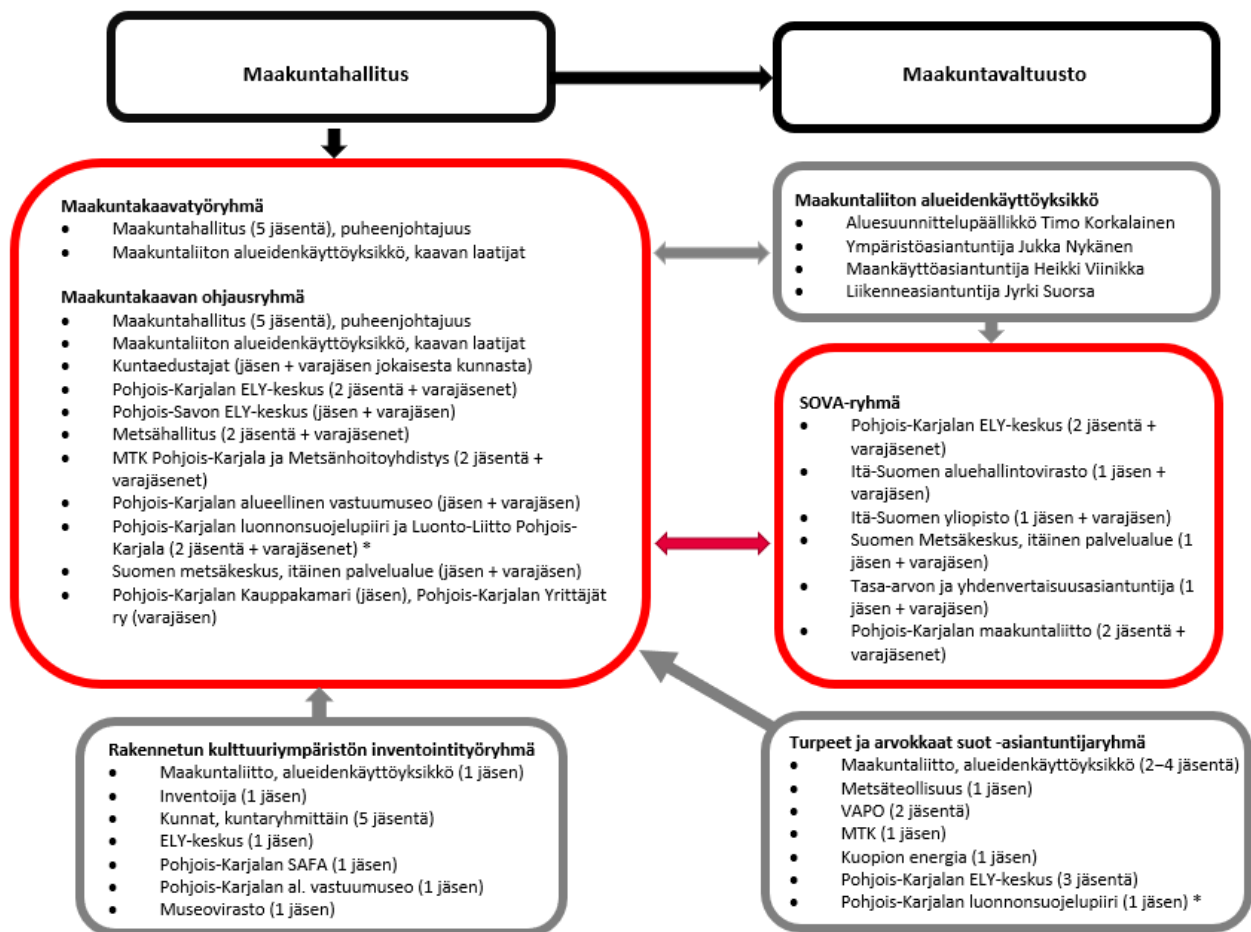 Maakuntahallitus
Maakuntavaltuusto
Maakuntakaavatyöryhmä
• Maakuntahallitus (5 jäsentä), puheenjohtajuus
• Maakuntaliiton alueidenkäyttöyksikkö, kaavan laatijat
Maakuntakaavan ohjausryhmä
• Maakuntahallitus (5 jäsentä), puheenjohtajuus
• Maakuntaliiton alueidenkäyttöyksikkö, kaavan laatijat
• Kuntaedustajat (jäsen + varajäsen jokaisesta kunnasta)
• Pohjois-Karjalan ELY-keskus (2 jäsentä + varajäsenet)
• Pohjois-Savon ELY-keskus (jäsen + varajäsen)
• Metsähallitus (2 jäsentä + varajäsenet)
• MTK Pohjois-Karjala ja Metsänhoitoyhdistys (2 jäsentä +
varajäsenet)
• Pohjois-Karjalan alueellinen vastuumuseo (jäsen + varajäsen)
• Pohjois-Karjalan luonnonsuojelupiiri ja Luonto-Liitto Pohjois-
Karjala (2 jäsentä + varajäsenet) *
• Suomen metsäkeskus, itäinen palvelualue (jäsen + varajäsen)
• Pohjois-Karjalan Kauppakamari (jäsen), Pohjois-Karjalan Yrittäjät
ry (varajäsen)
Maakuntaliiton alueidenkäyttöyksikkö
• Aluesuunnittelupäällikkö Timo Korkalainen
• Ympäristöasiantuntija Jukka Nykänen
• Maankäyttöasiantuntija Heikki Viinikka
• Liikenneasiantuntija Jyrki Suorsa
SOVA-ryhmä
• Pohjois-Karjalan ELY-keskus (2 jäsentä +
varajäsenet)
• Itä-Suomen aluehallintovirasto (1 jäsen +
varajäsen)
• Itä-Suomen yliopisto (1 jäsen + varajäsen)
• Suomen Metsäkeskus, itäinen palvelualue (1
jäsen + varajäsen)
• Tasa-arvon ja yhdenvertaisuusasiantuntija (1
jäsen + varajäsen)
• Pohjois-Karjalan maakuntaliitto (2 jäsentä +
varajäsenet)
Rakennetun kulttuuriympäristön inventointityöryhmä
• Maakuntaliitto, alueidenkäyttöyksikkö (1 jäsen)
• Inventoija (1 jäsen)
• Kunnat, kuntaryhmittäin (5 jäsentä)
• ELY-keskus (1 jäsen)
• Pohjois-Karjalan SAFA (1 jäsen)
• Pohjois-Karjalan al. vastuumuseo (1 jäsen)
• Museovirasto (1 jäsen)
Turpeet ja arvokkaat suot -asiantuntijaryhmä
• Maakuntaliitto, alueidenkäyttöyksikkö (2–4 jäsentä)
• Metsäteollisuus (1 jäsen)
• VAPO (2 jäsentä)
• MTK (1 jäsen)
• Kuopion energia (1 jäsen)
• Pohjois-Karjalan ELY-keskus (3 jäsentä)
• Pohjois-Karjalan luonnonsuojelupiiri (1 jäsen) *